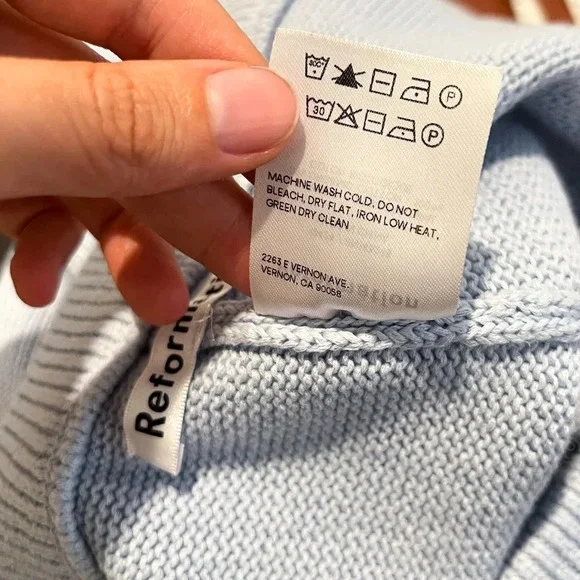 30 P
MACHINE WASH COLD. DO NOT
BLEACH, DRY FLAT, IRON LOW HEAT,
GREEN DRY CLEAN
2263 E VERNON AVE.
VERNON, CA 90058
Reform